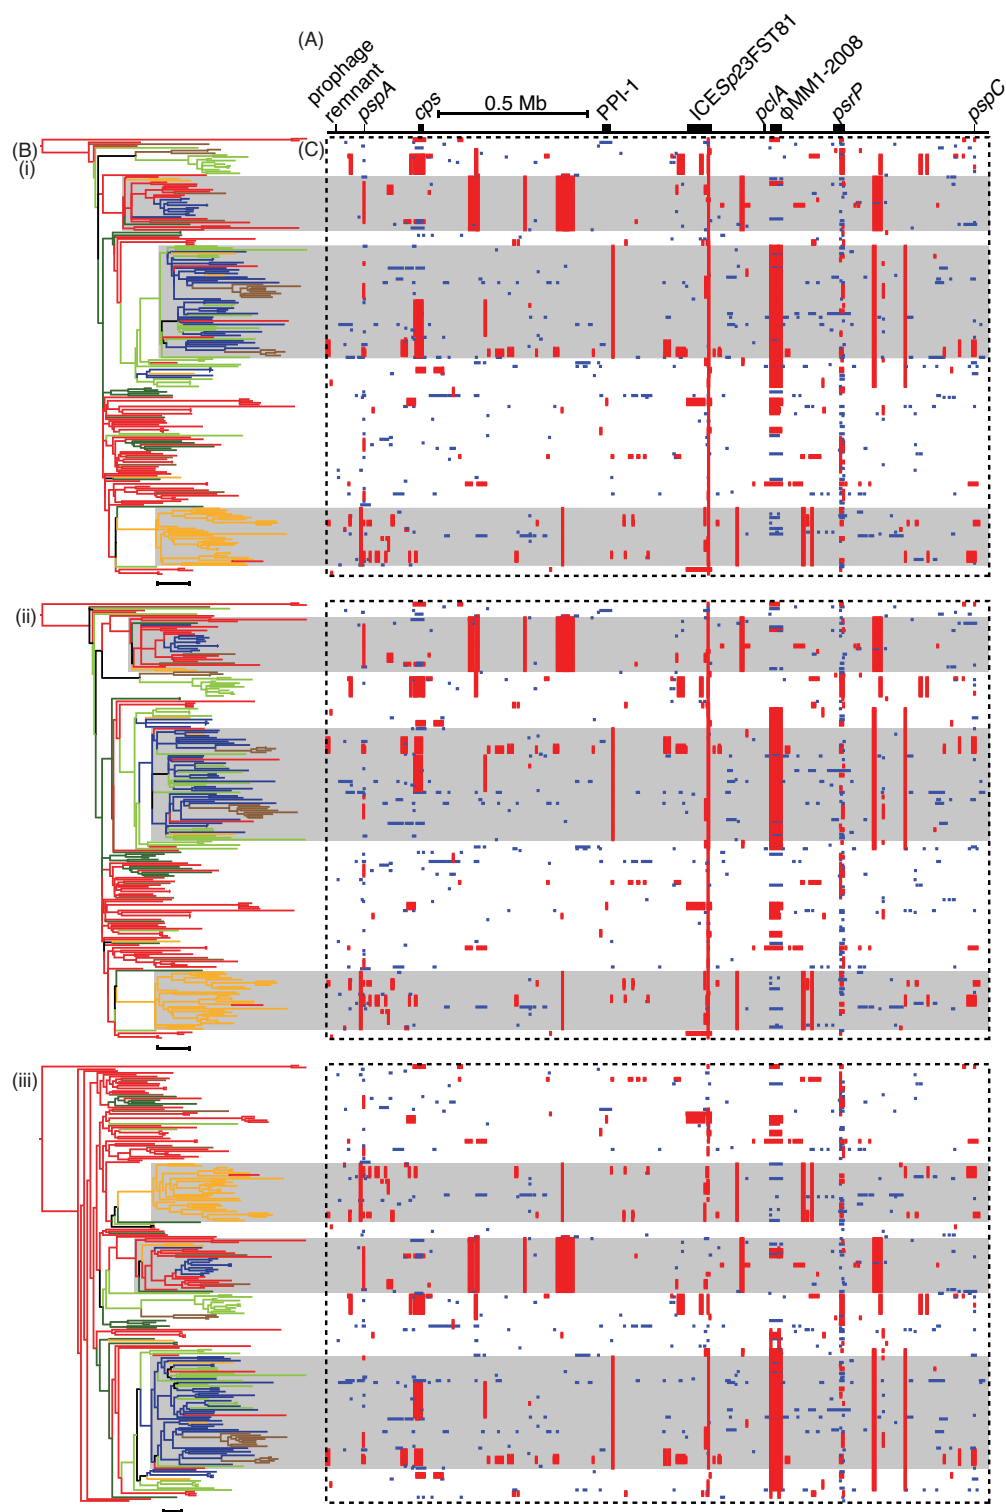 (A)
prophage
remnant
pspA
cps
0.5 Mb
PPI-1
ICESp23FST81
pclA
φMM1-2008
psrP
pspC
(B)
(C)
(i)
(ii)
(iii)